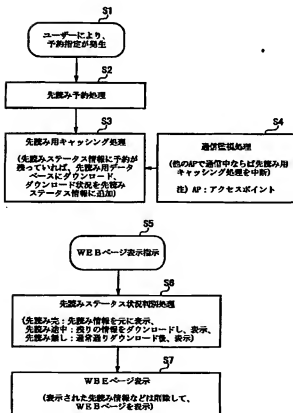 S1
ユーザーにより、
予約指定が発生
S2
先読み予約処理
S3
先読み用キャッシング処理
(先読みステータス情報に予約が
残っていれば、先読み用データ
ベースにダウンロード、
ダウンロード状況を先読み
ステータス情報に追加)
S4
通信監視処理
(他のAPで通信中ならば先読み用
キャッシング処理を中断)
注) AP:アクセスポイント
S5
WEBページ表示指示
S6
先読みステータス状況判別処理
(先読み完:先読み情報を元に表示、
先読み途中:残りの情報をダウンロードし、表示、
先読み無し:通常通りダウンロード後、表示)
S7
WBEページ表示
(表示された先読み情報などは削除して、
WEBページを表示)